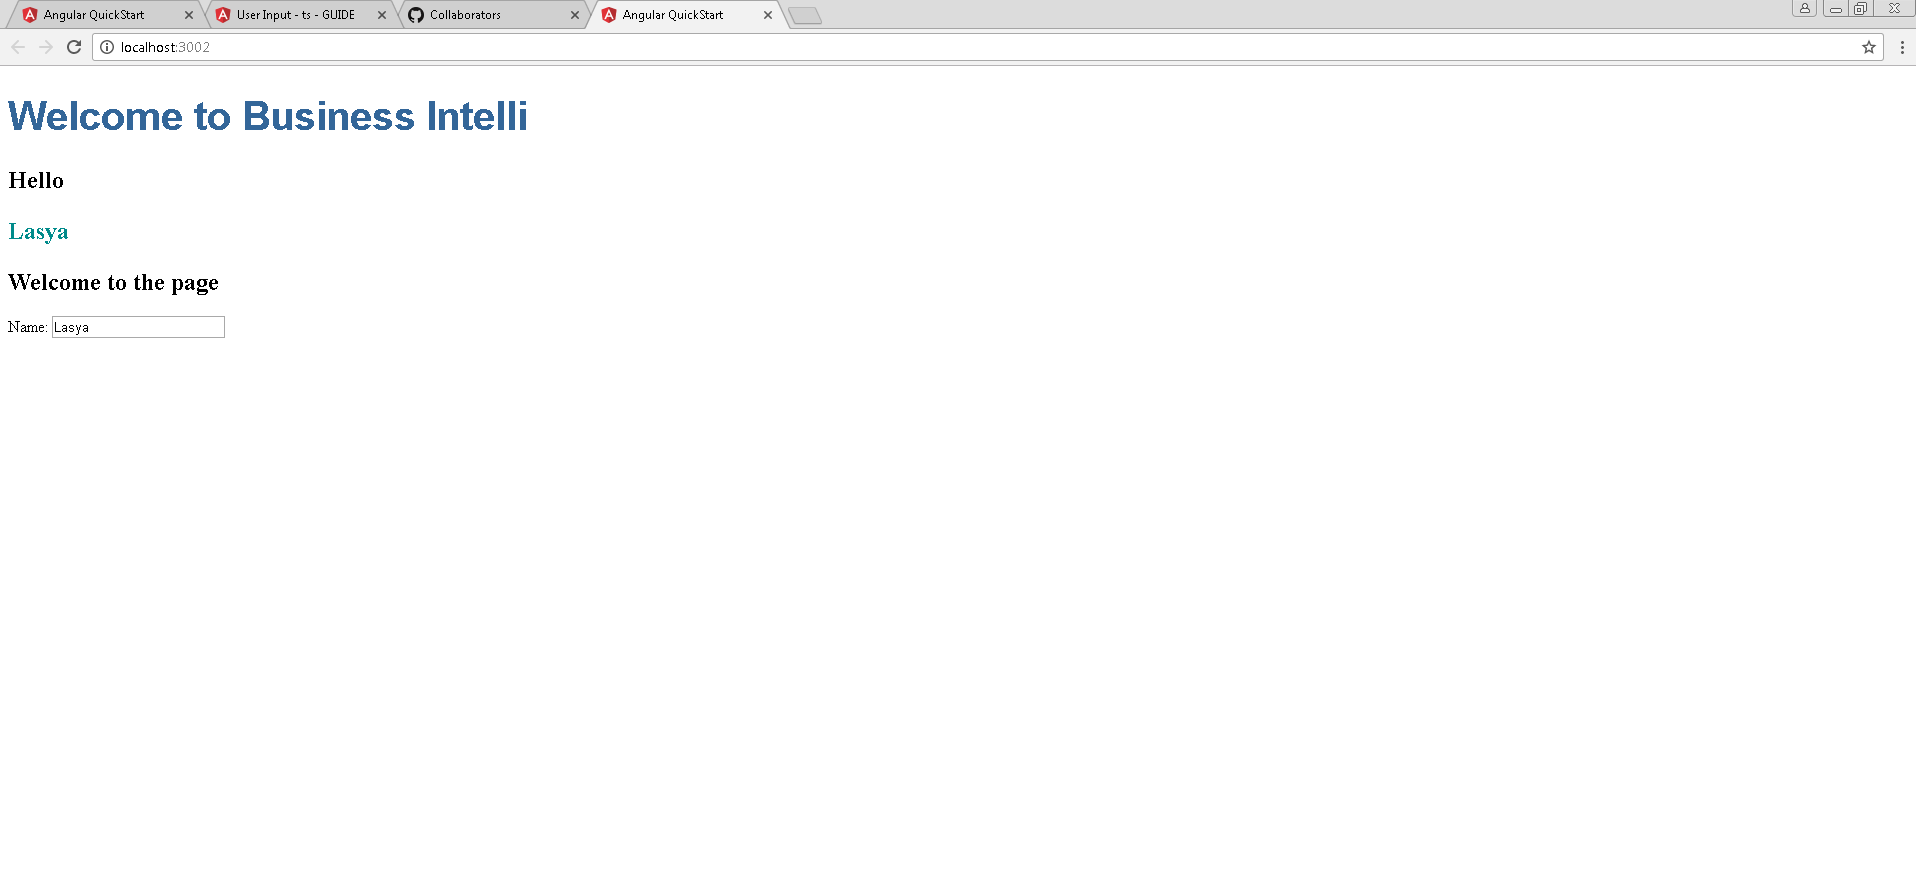 Angular QuickStart
User Input - ts - GUIDE
Collaborators
Angular QuickStart
localhost:3002
Welcome to Business Intelli
Hello
Lasya
Welcome to the page
Name: Lasya